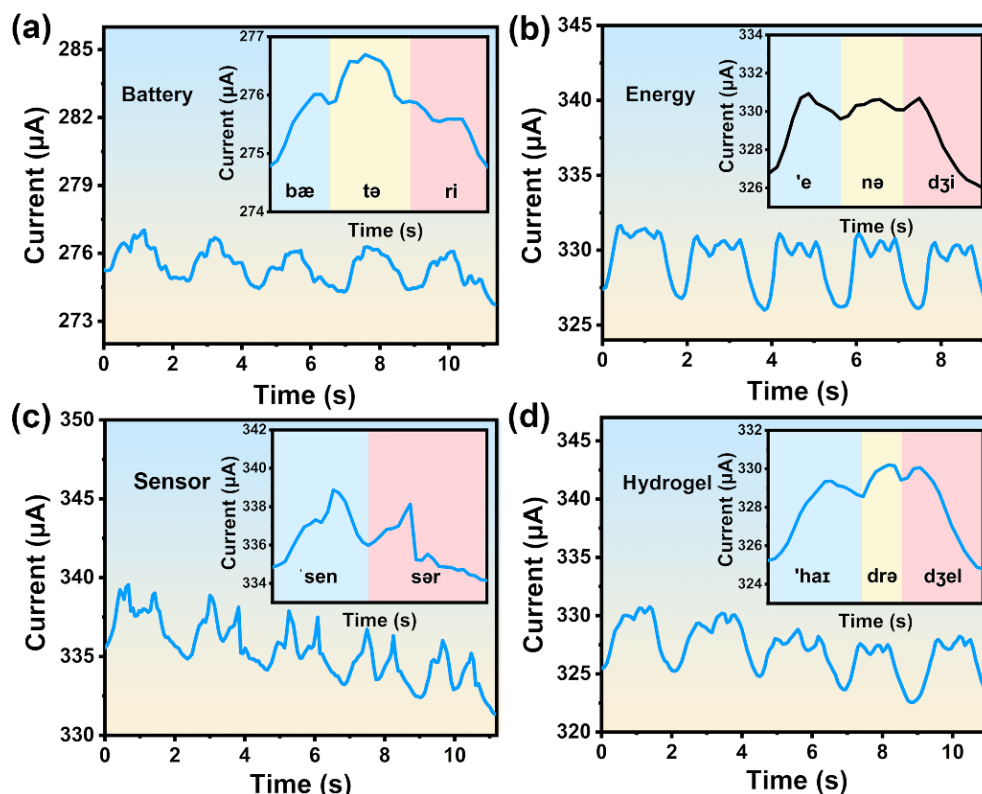 (a)
285
282
279
276
273
Current (µA)
Battery
277
276
275
274
Current (µA)
bæ tə ri
Time (s)
0 2 4 6 8 10
Time (s)
(b)
345
340
335
330
325
Current (µA)
Energy
334
332
330
328
326
Current (µA)
'e nə dʒi
Time (s)
0 2 4 6 8
Time (s)
(c)
350
345
340
335
330
Current (µA)
Sensor
342
340
338
336
334
Current (µA)
ˈsen sər
Time (s)
0 2 4 6 8 10
Time (s)
(d)
345
340
335
330
325
320
Current (µA)
Hydrogel
332
330
328
326
324
Current (µA)
'haɪ drə dʒel
Time (s)
0 2 4 6 8 10
Time (s)